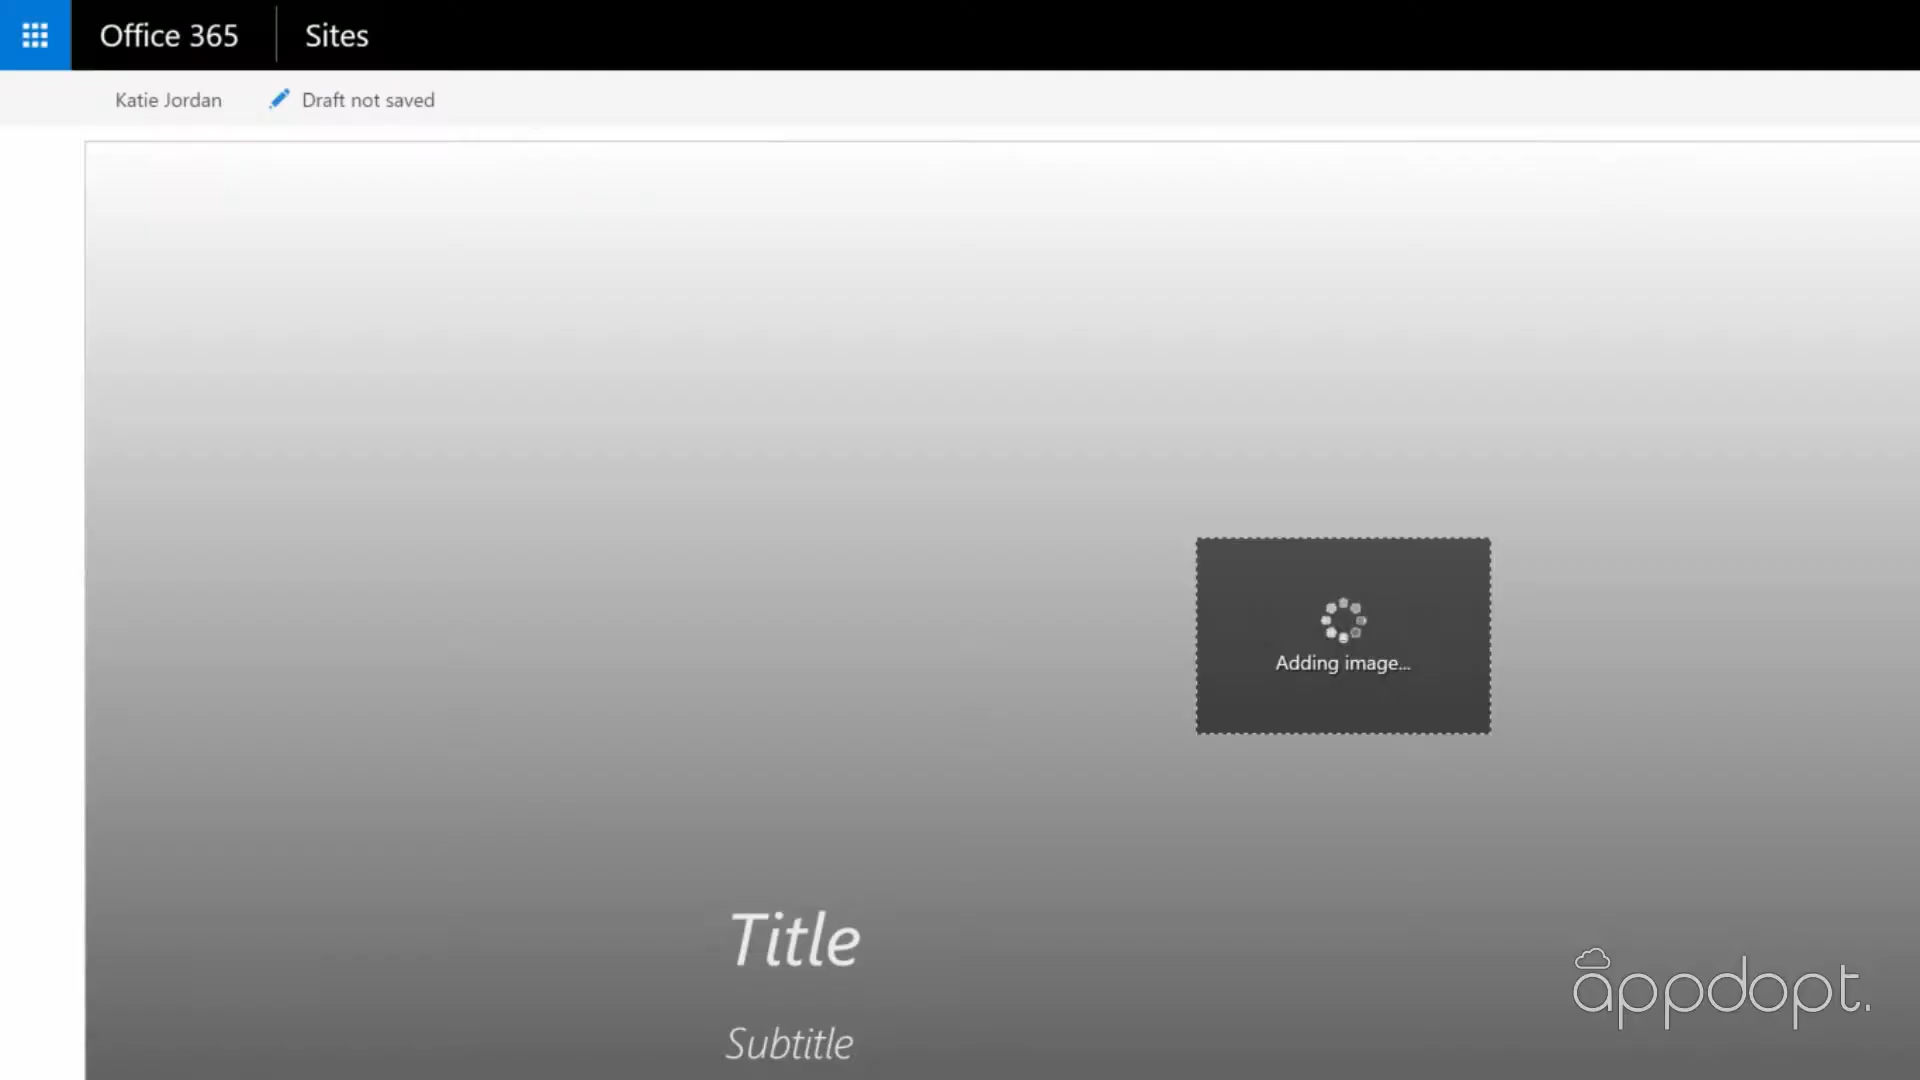 Office 365
Sites
Katie Jordan
Draft not saved
Adding image...
Title
Subtitle
appdopt.